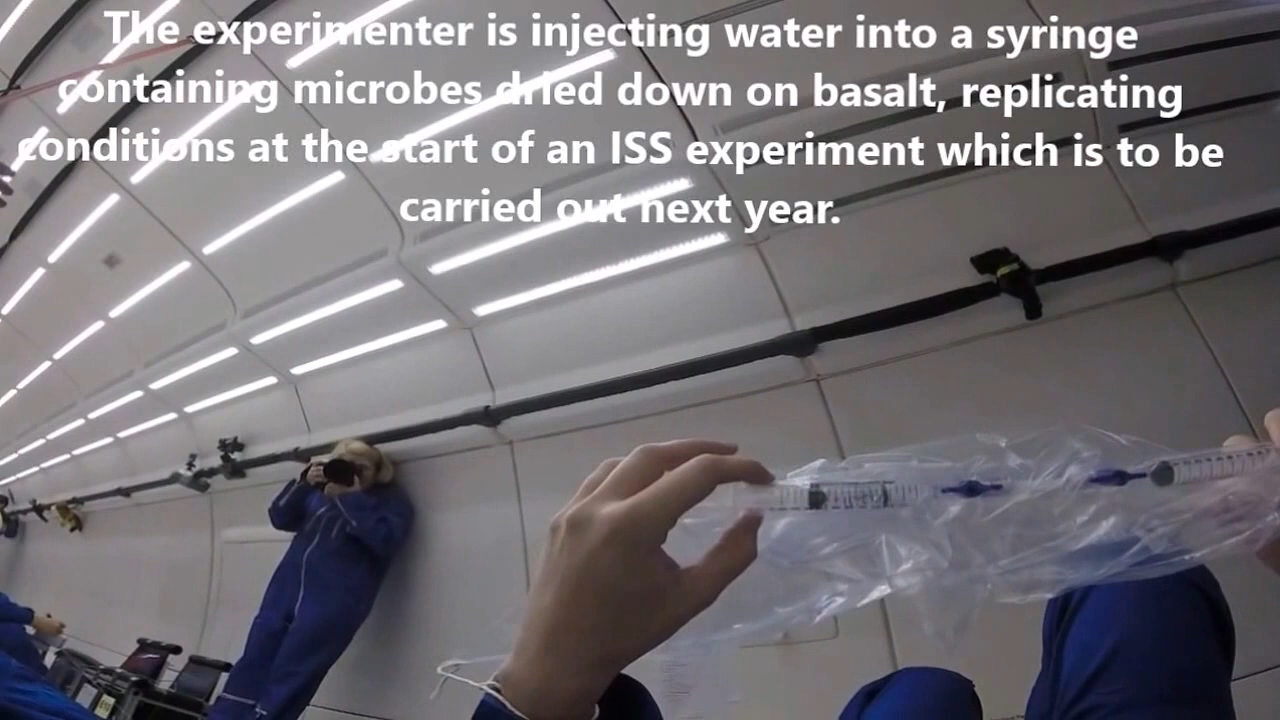 The experimenter is injecting water into a syringe
containing microbes dried down on basalt, replicating
conditions at the start of an ISS experiment which is to be
carried out next year.